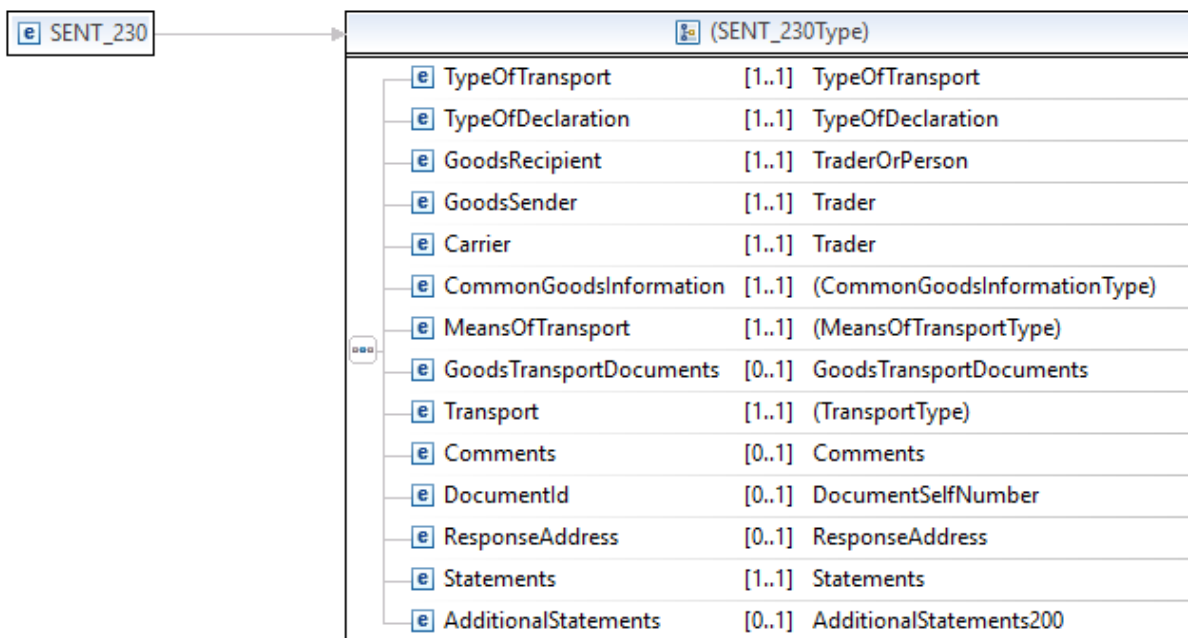 e SENT_230
(SENT_230Type)
e TypeOfTransport [1..1] TypeOfTransport
e TypeOfDeclaration [1..1] TypeOfDeclaration
e GoodsRecipient [1..1] TraderOrPerson
e GoodsSender [1..1] Trader
e Carrier [1..1] Trader
e CommonGoodsInformation [1..1] (CommonGoodsInformationType)
e MeansOfTransport [1..1] (MeansOfTransportType)
e GoodsTransportDocuments [0..1] GoodsTransportDocuments
e Transport [1..1] (TransportType)
e Comments [0..1] Comments
e DocumentId [0..1] DocumentSelfNumber
e ResponseAddress [0..1] ResponseAddress
e Statements [1..1] Statements
e AdditionalStatements [0..1] AdditionalStatements200